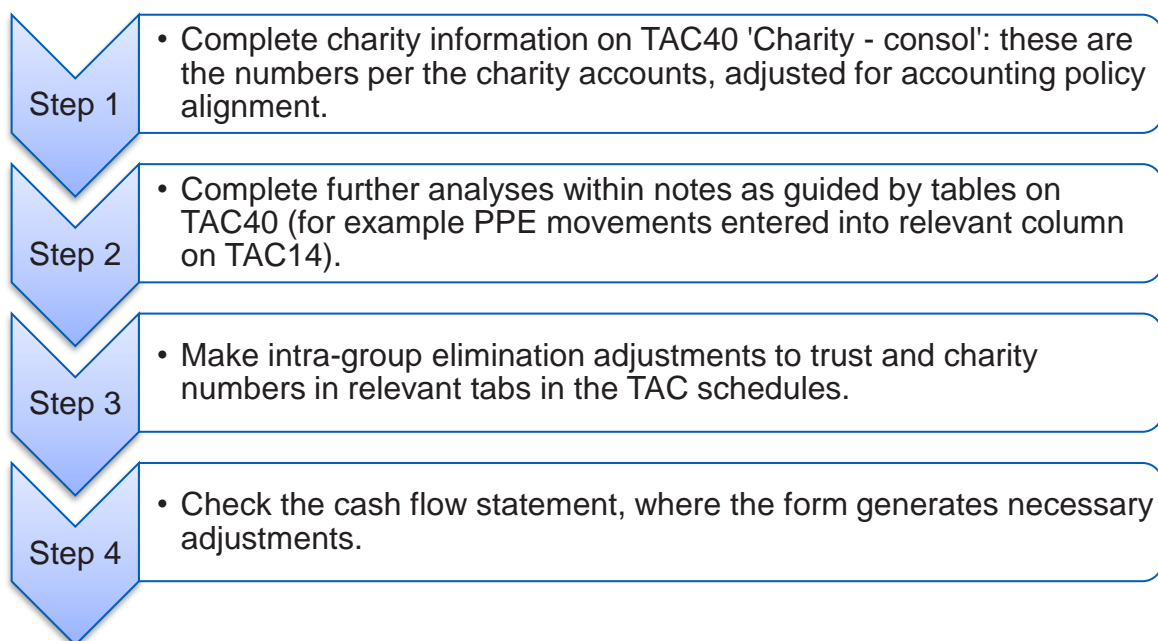 Step 1
• Complete charity information on TAC40 'Charity - consol': these are
the numbers per the charity accounts, adjusted for accounting policy
alignment.
Step 2
• Complete further analyses within notes as guided by tables on
TAC40 (for example PPE movements entered into relevant column
on TAC14).
Step 3
• Make intra-group elimination adjustments to trust and charity
numbers in relevant tabs in the TAC schedules.
Step 4
• Check the cash flow statement, where the form generates necessary
adjustments.